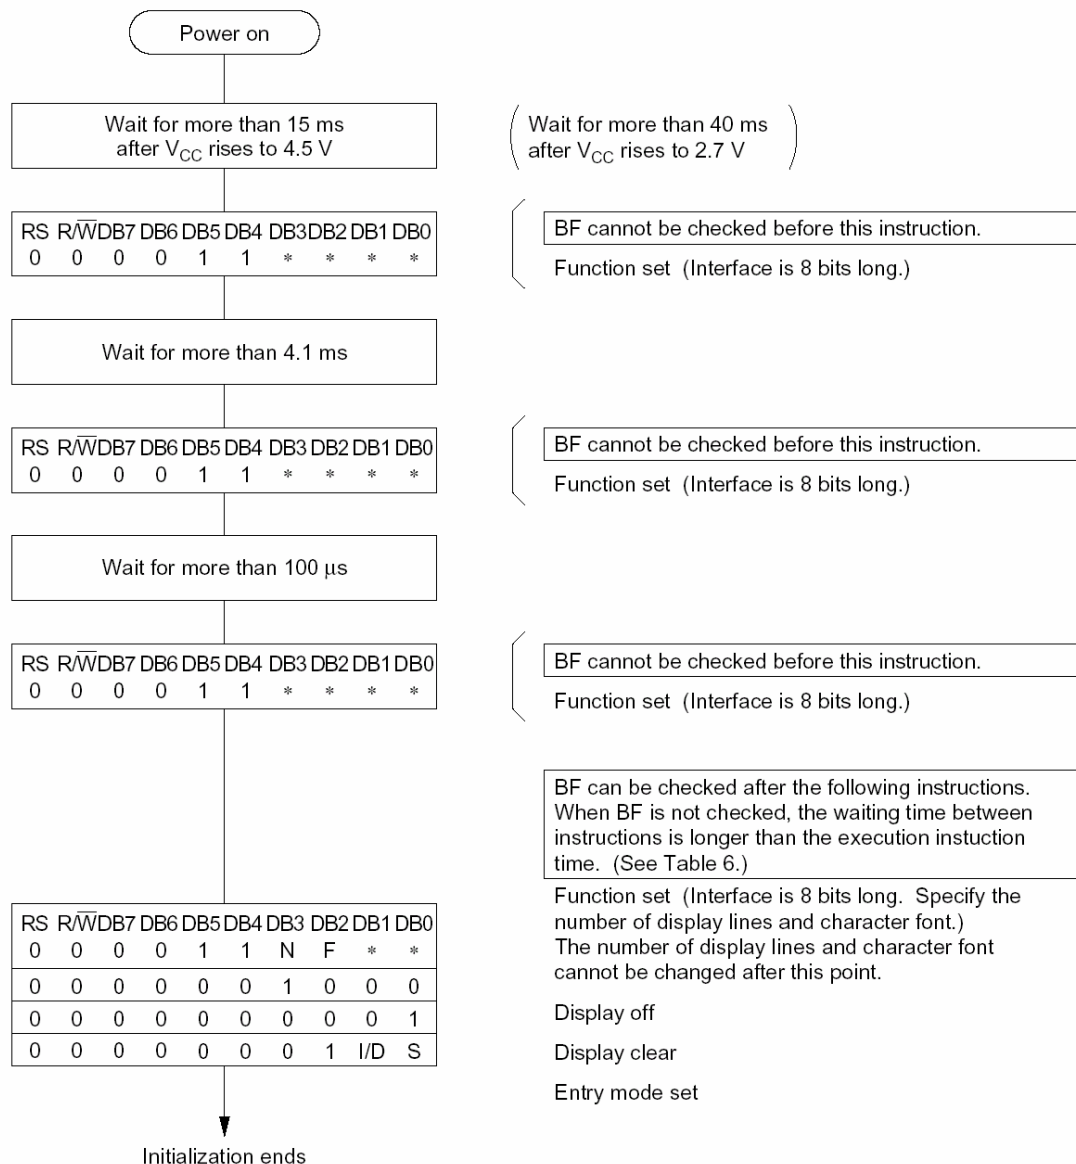 Power on
Wait for more than 15 ms
after VCC rises to 4.5 V
Wait for more than 40 ms
after VCC rises to 2.7 V
RS R/W̅ DB7 DB6 DB5 DB4 DB3 DB2 DB1 DB0
0 0 0 0 1 1 * * * *
BF cannot be checked before this instruction.
Function set (Interface is 8 bits long.)
Wait for more than 4.1 ms
RS R/W̅ DB7 DB6 DB5 DB4 DB3 DB2 DB1 DB0
0 0 0 0 1 1 * * * *
BF cannot be checked before this instruction.
Function set (Interface is 8 bits long.)
Wait for more than 100 μs
RS R/W̅ DB7 DB6 DB5 DB4 DB3 DB2 DB1 DB0
0 0 0 0 1 1 * * * *
BF cannot be checked before this instruction.
Function set (Interface is 8 bits long.)
BF can be checked after the following instructions.
When BF is not checked, the waiting time between
instructions is longer than the execution instuction
time. (See Table 6.)
RS R/W̅ DB7 DB6 DB5 DB4 DB3 DB2 DB1 DB0
0 0 0 0 1 1 N F * *
0 0 0 0 0 0 1 0 0 0
0 0 0 0 0 0 0 0 0 1
0 0 0 0 0 0 0 1 I/D S
Function set (Interface is 8 bits long. Specify the
number of display lines and character font.)
The number of display lines and character font
cannot be changed after this point.
Display off
Display clear
Entry mode set
Initialization ends